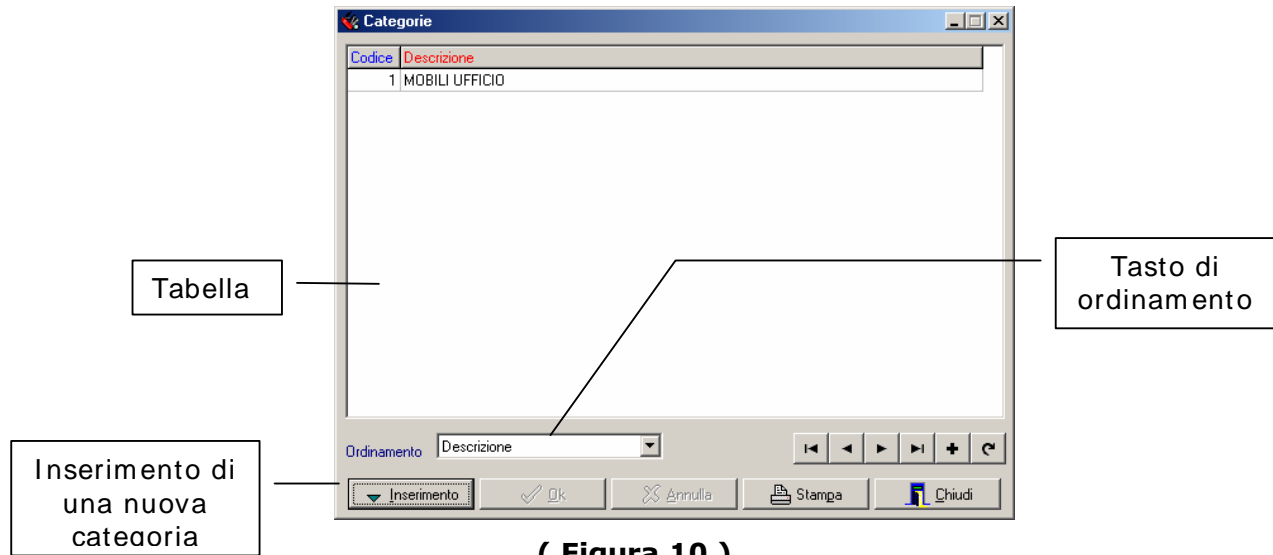 Categorie
Codice Descrizione
1 MOBILI UFFICIO
Tabella
Tasto di
ordinamento
Ordinamento Descrizione
Inserimento di
una nuova
categoria
Inserimento Ok Annulla Stampa Chiudi
( Figura 10 )